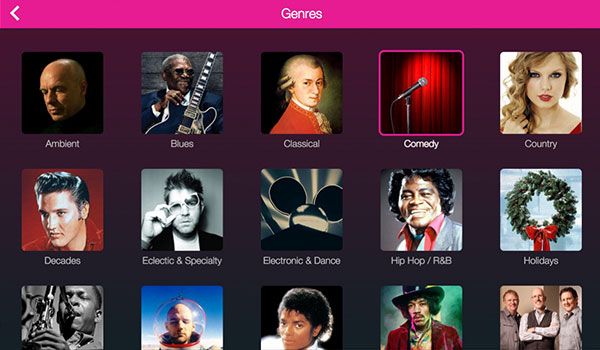 Genres
Ambient
Blues
Classical
Comedy
Country
Decades
Eclectic & Specialty
Electronic & Dance
Hip Hop / R&B
Holidays